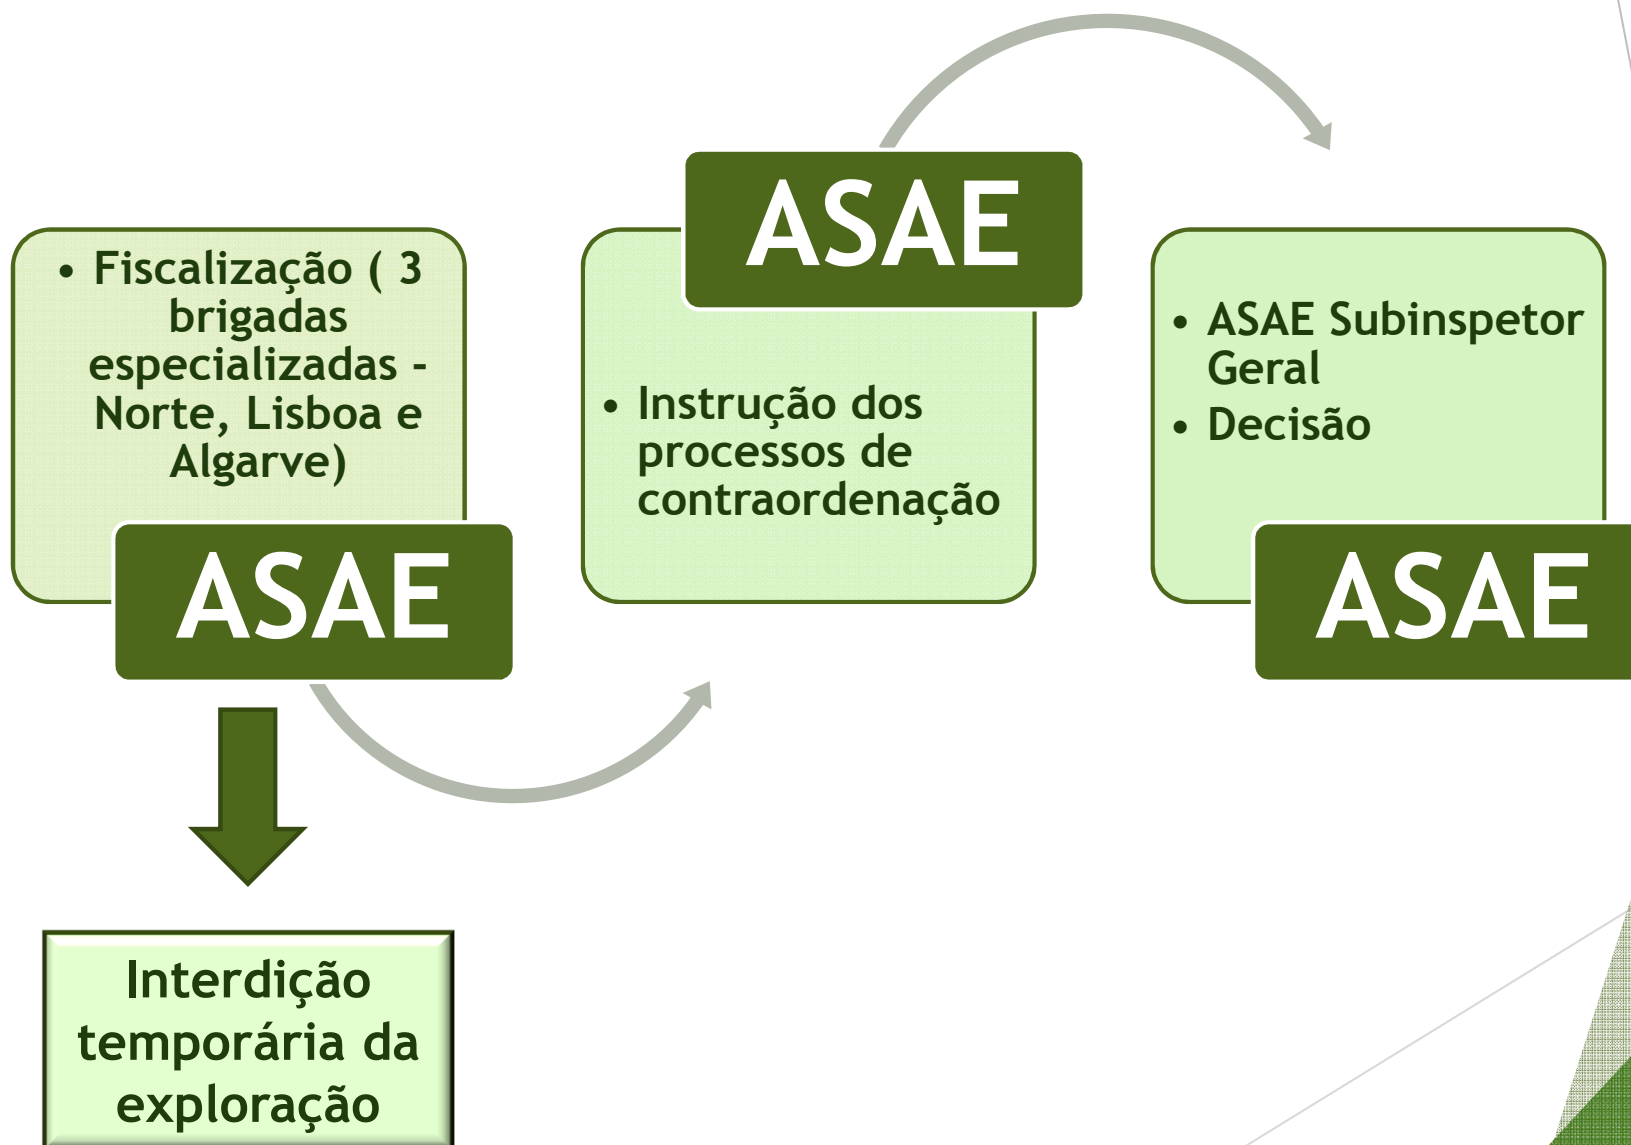 • Fiscalização ( 3
brigadas
especializadas -
Norte, Lisboa e
Algarve)
ASAE
Interdição
temporária da
exploração
ASAE
• Instrução dos
processos de
contraordenação
• ASAE Subinspetor
Geral
• Decisão
ASAE